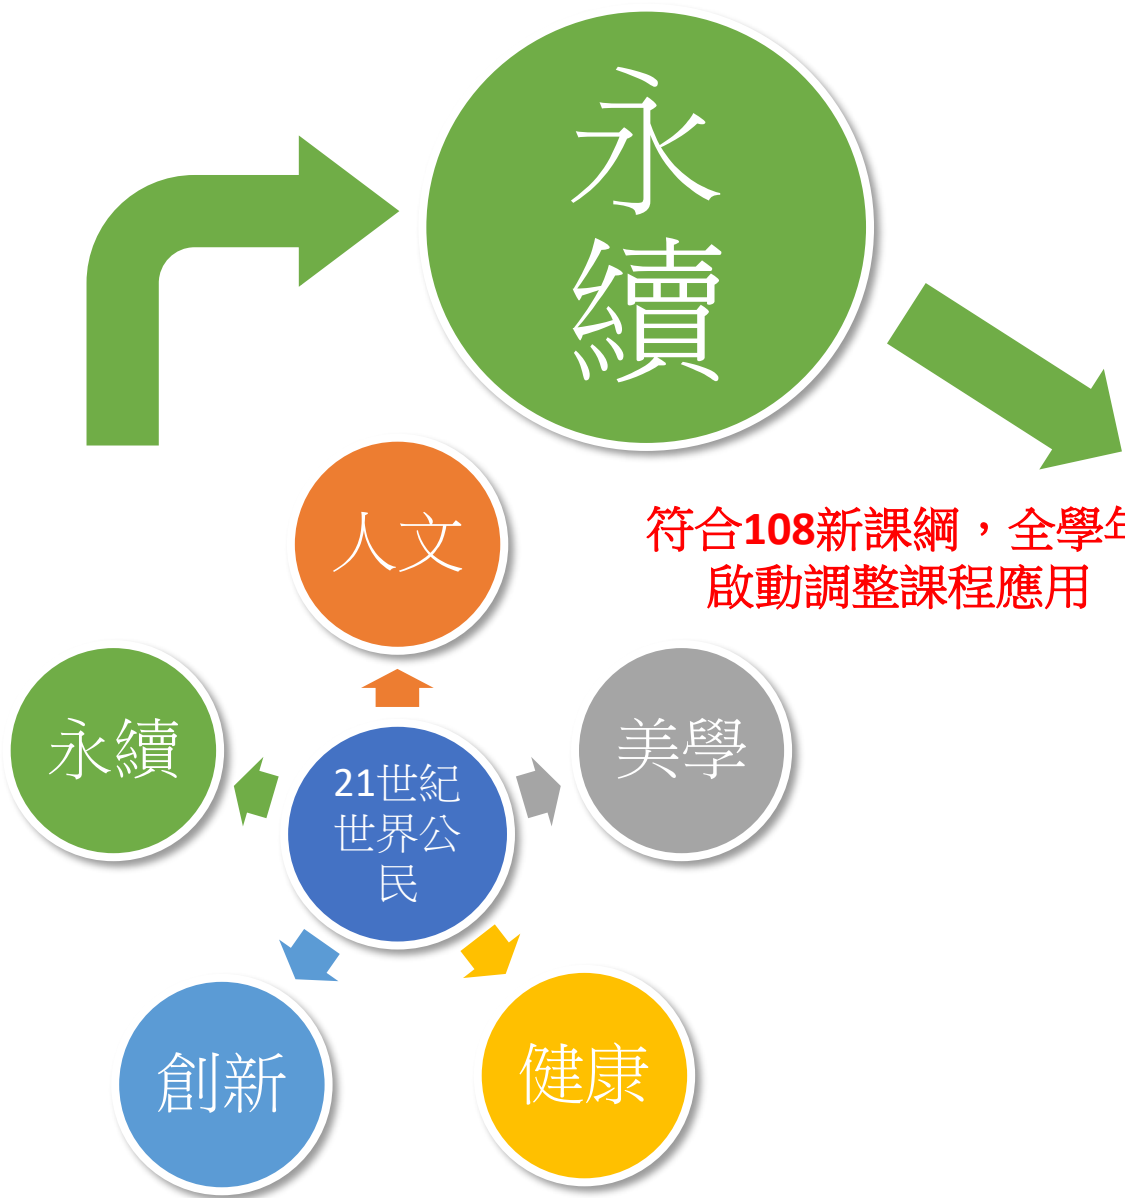 永
續
人文
符合108新課綱，全學年
啟動調整課程應用
永續
美學
21世紀
世界公
民
創新
健康